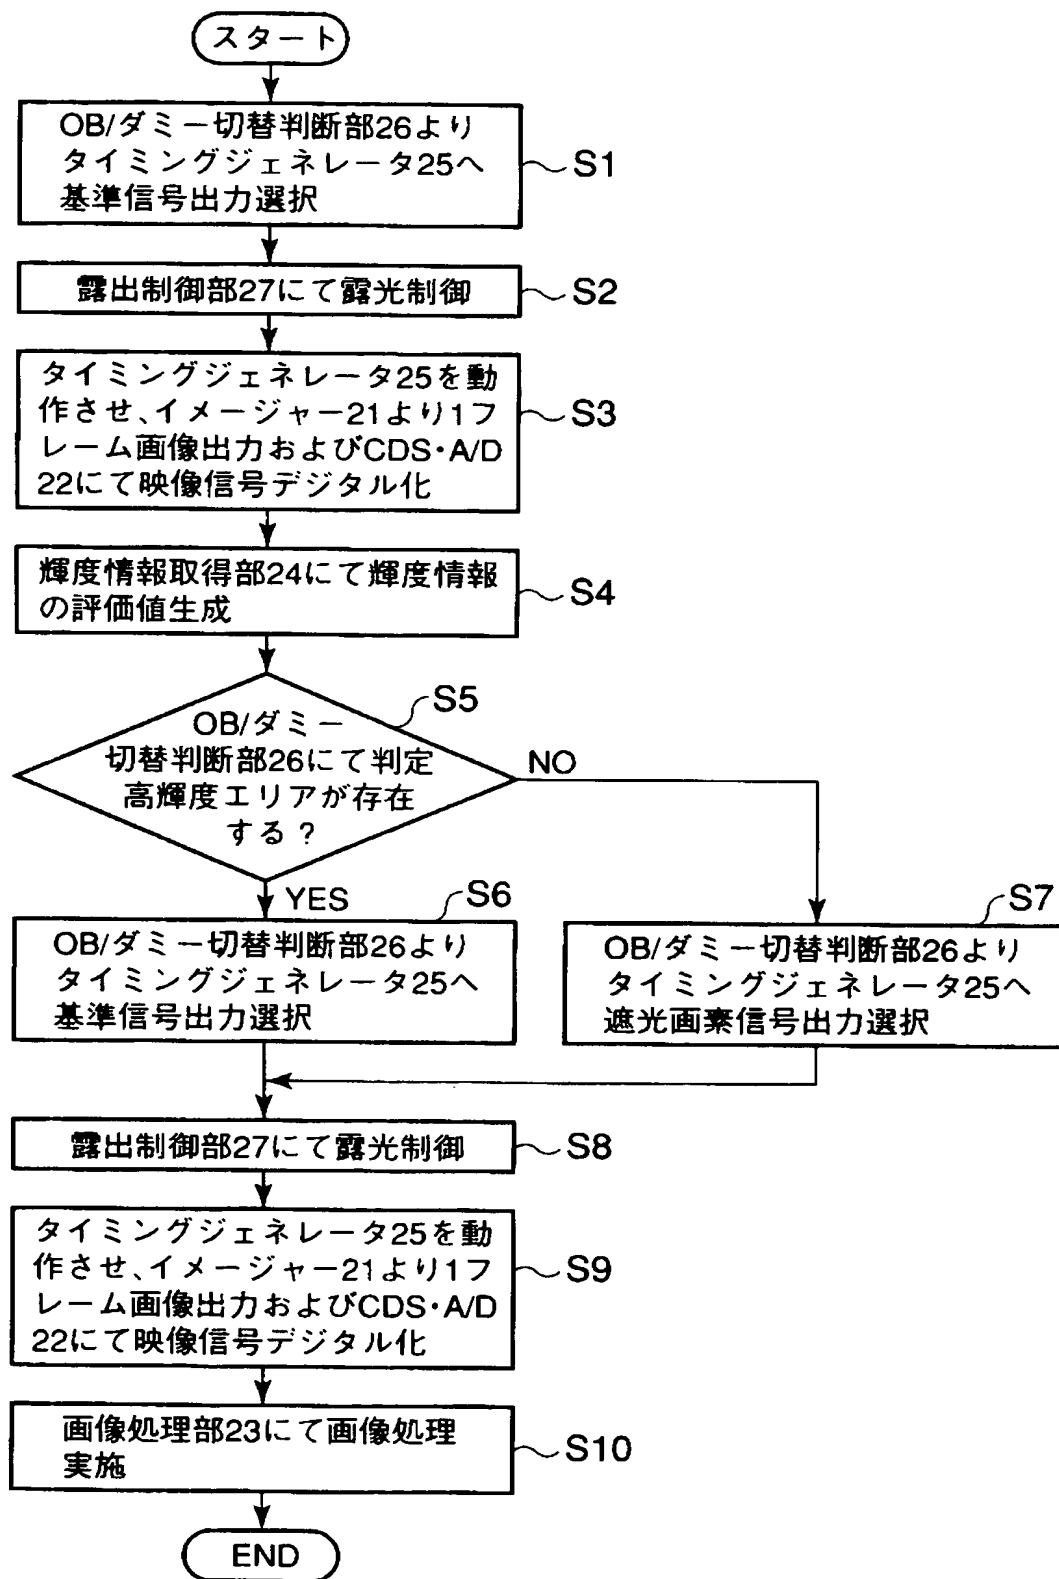 スタート
OB/ダミー切替判断部26より
タイミングジェネレータ25へ
基準信号出力選択
S1
露出制御部27にて露光制御
S2
タイミングジェネレータ25を動
作させ、イメージャー21より1フ
レーム画像出力およびCDS・A/D
22にて映像信号デジタル化
S3
輝度情報取得部24にて輝度情報
の評価値生成
S4
S5
OB/ダミー
切替判断部26にて判定
高輝度エリアが存在
する？
NO
YES
S6
OB/ダミー切替判断部26より
タイミングジェネレータ25へ
基準信号出力選択
S7
OB/ダミー切替判断部26より
タイミングジェネレータ25へ
遮光画素信号出力選択
露出制御部27にて露光制御
S8
タイミングジェネレータ25を動
作させ、イメージャー21より1フ
レーム画像出力およびCDS・A/D
22にて映像信号デジタル化
S9
画像処理部23にて画像処理
実施
S10
END